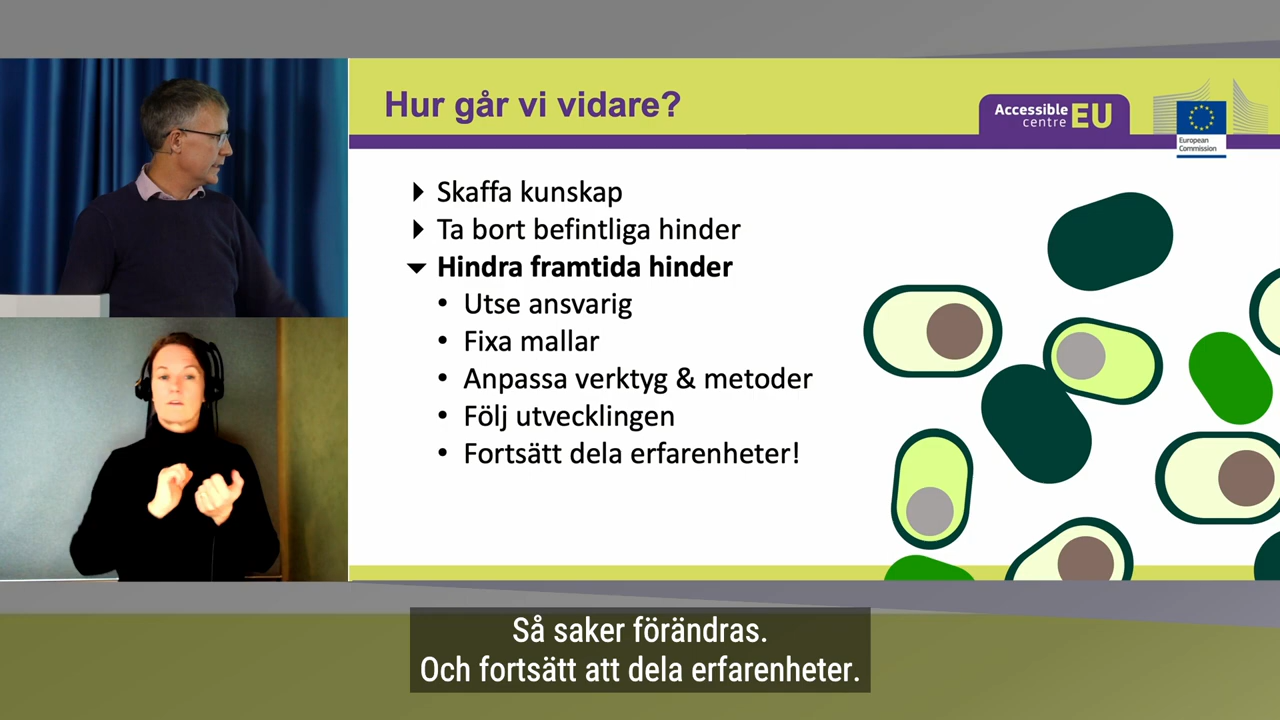 Hur går vi vidare?
Accessible
centre EU
European
Commission
Skaffa kunskap
Ta bort befintliga hinder
Hindra framtida hinder
• Utse ansvarig
• Fixa mallar
• Anpassa verktyg & metoder
• Följ utvecklingen
• Fortsätt dela erfarenheter!
Så saker förändras.
Och fortsätt att dela erfarenheter.